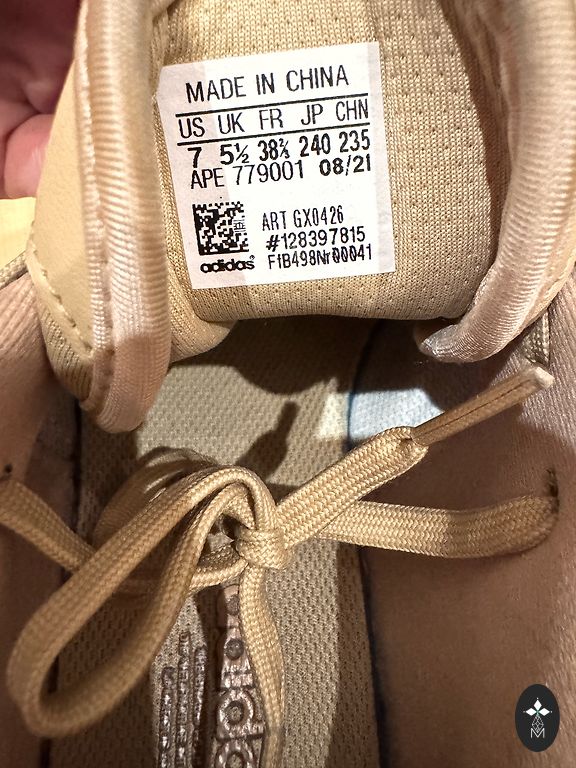 MADE IN CHINA
US UK FR JP CHN
7 5½ 38⅔ 240 235
APE 779001 08/21
ART GX0426
#128397815
adidas® F1B498Nr00041
adidas
M